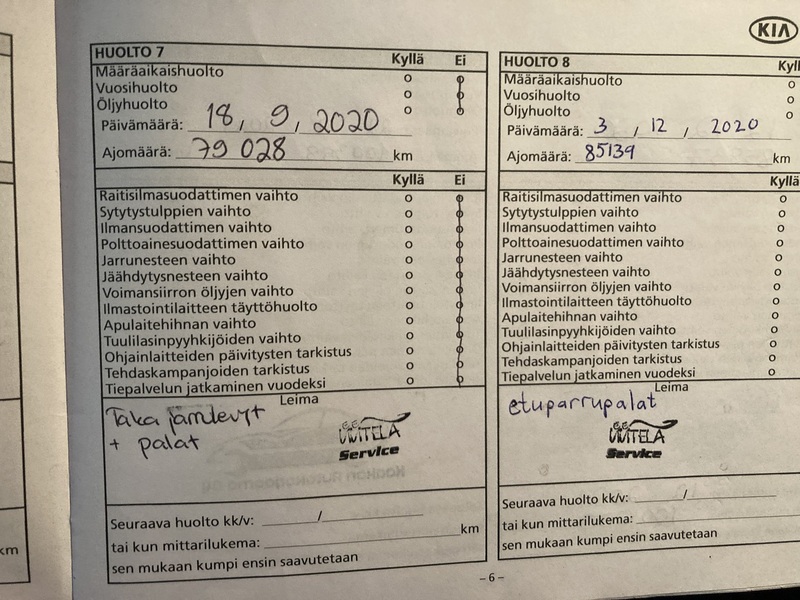 KIA
HUOLTO 7 Kyllä Ei
Määräaikaishuolto o o
Vuosihuolto o o
Öljyhuolto o o
Päivämäärä: 18, 9, 2020
Ajomäärä: 79 028 km
Kyllä Ei
Raitisilmasuodattimen vaihto o o
Sytytystulppien vaihto o o
Ilmansuodattimen vaihto o o
Polttoainesuodattimen vaihto o o
Jarrunesteen vaihto o o
Jäähdytysnesteen vaihto o o
Voimansiirron öljyjen vaihto o o
Ilmastointilaitteen täyttöhuolto o o
Apulaitehihnan vaihto o o
Tuulilasinpyyhkijöiden vaihto o o
Ohjainlaitteiden päivitysten tarkistus o o
Tehdaskampanjoiden tarkistus o o
Tiepalvelun jatkaminen vuodeksi o o
Leima
Taka jarrulevyt
+ palat
UVITELA
Service
Seuraava huolto kk/v: /
tai kun mittarilukema: km
sen mukaan kumpi ensin saavutetaan
HUOLTO 8 Kyll
Määräaikaishuolto o
Vuosihuolto o
Öljyhuolto o
Päivämäärä: 3 / 12 / 2020
Ajomäärä: 85139 km
Kyllä
Raitisilmasuodattimen vaihto o
Sytytystulppien vaihto o
Ilmansuodattimen vaihto o
Polttoainesuodattimen vaihto o
Jarrunesteen vaihto o
Jäähdytysnesteen vaihto o
Voimansiirron öljyjen vaihto o
Ilmastointilaitteen täyttöhuolto o
Apulaitehihnan vaihto o
Tuulilasinpyyhkijöiden vaihto o
Ohjainlaitteiden päivitysten tarkistus o
Tehdaskampanjoiden tarkistus o
Tiepalvelun jatkaminen vuodeksi o
Leima
etuparrupalat
UVITELA
Service
Seuraava huolto kk/v: /
tai kun mittarilukema:
sen mukaan kumpi ensin saavutetaan
– 6 –
km